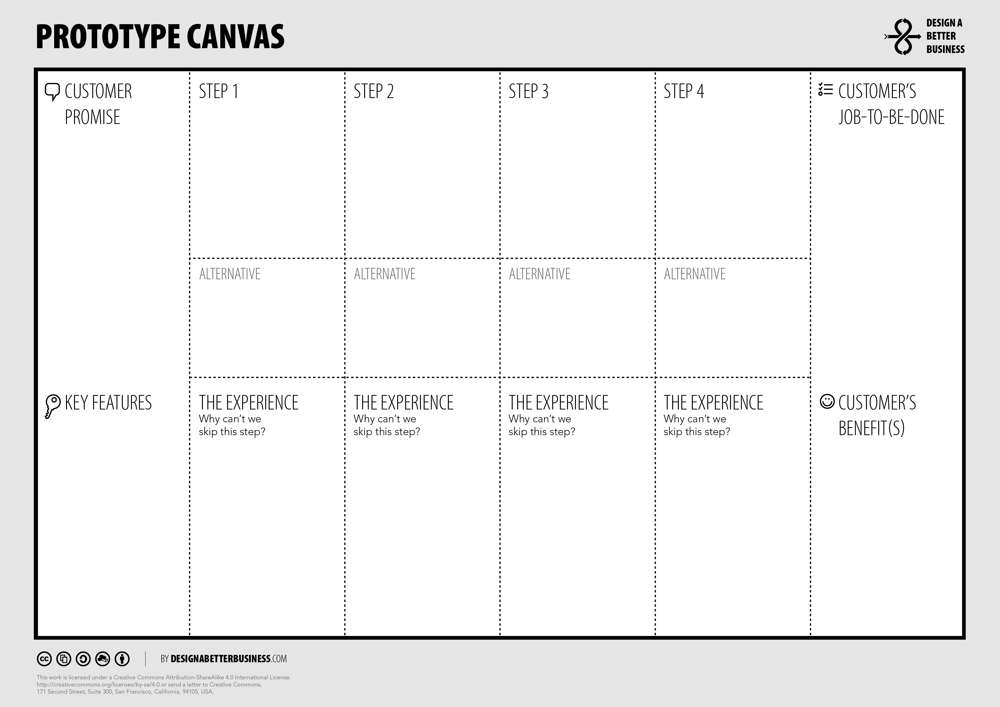 PROTOTYPE CANVAS
DESIGN A
BETTER
BUSINESS
CUSTOMER
PROMISE
STEP 1
STEP 2
STEP 3
STEP 4
CUSTOMER’S
JOB-TO-BE-DONE
ALTERNATIVE
ALTERNATIVE
ALTERNATIVE
ALTERNATIVE
KEY FEATURES
THE EXPERIENCE
Why can’t we
skip this step?
THE EXPERIENCE
Why can’t we
skip this step?
THE EXPERIENCE
Why can’t we
skip this step?
THE EXPERIENCE
Why can’t we
skip this step?
CUSTOMER’S
BENEFIT(S)
cc
BY DESIGNABETTERBUSINESS.COM
This work is licensed under a Creative Commons Attribution-ShareAlike 4.0 International License.
http://creativecommons.org/licenses/by-sa/4.0 or send a letter to Creative Commons,
171 Second Street, Suite 300, San Francisco, California, 94105, USA.